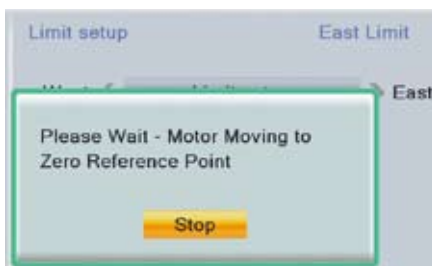 Limit setup East Limit
East
Please Wait - Motor Moving to
Zero Reference Point
Stop